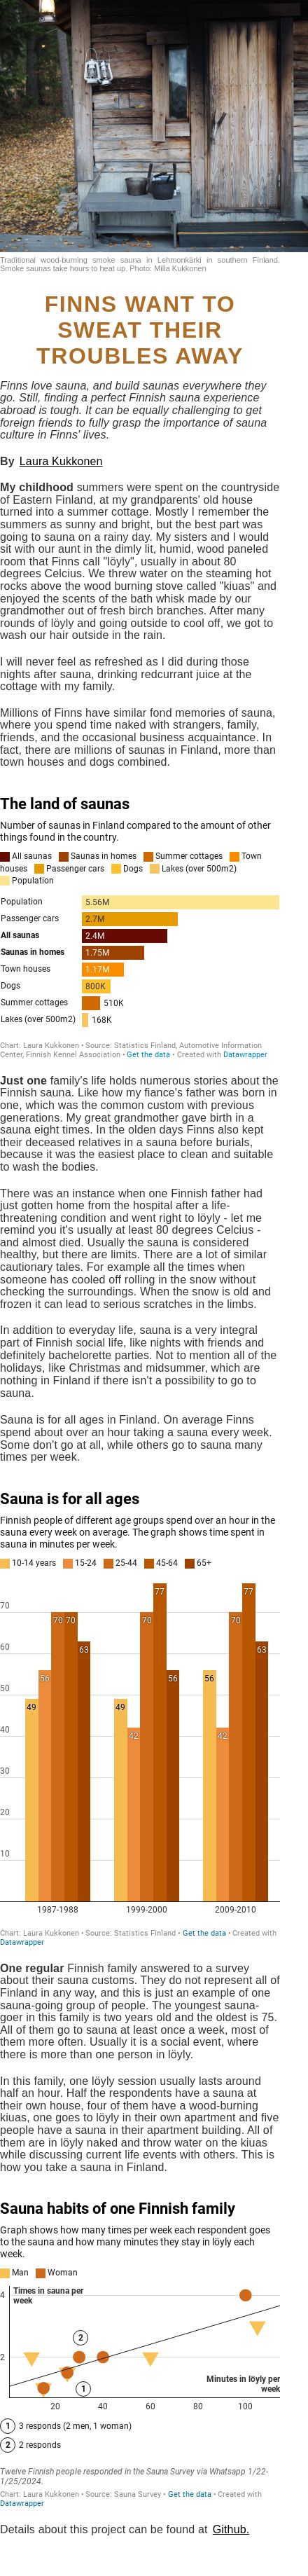 Traditional wood-burning smoke sauna in Lehmonkärki in southern Finland.
Smoke saunas take hours to heat up. Photo: Milla Kukkonen
FINNS WANT TO
SWEAT THEIR
TROUBLES AWAY
Finns love sauna, and build saunas everywhere they
go. Still, finding a perfect Finnish sauna experience
abroad is tough. It can be equally challenging to get
foreign friends to fully grasp the importance of sauna
culture in Finns' lives.
By Laura Kukkonen
My childhood summers were spent on the countryside
of Eastern Finland, at my grandparents' old house
turned into a summer cottage. Mostly I remember the
summers as sunny and bright, but the best part was
going to sauna on a rainy day. My sisters and I would
sit with our aunt in the dimly lit, humid, wood paneled
room that Finns call "löyly", usually in about 80
degrees Celcius. We threw water on the steaming hot
rocks above the wood burning stove called "kiuas" and
enjoyed the scents of the bath whisk made by our
grandmother out of fresh birch branches. After many
rounds of löyly and going outside to cool off, we got to
wash our hair outside in the rain.
I will never feel as refreshed as I did during those
nights after sauna, drinking redcurrant juice at the
cottage with my family.
Millions of Finns have similar fond memories of sauna,
where you spend time naked with strangers, family,
friends, and the occasional business acquaintance. In
fact, there are millions of saunas in Finland, more than
town houses and dogs combined.
The land of saunas
Number of saunas in Finland compared to the amount of other
things found in the country.
All saunas Saunas in homes Summer cottages Town
houses Passenger cars Dogs Lakes (over 500m2)
Population
Population 5.56M
Passenger cars 2.7M
All saunas 2.4M
Saunas in homes 1.75M
Town houses 1.17M
Dogs 800K
Summer cottages 510K
Lakes (over 500m2) 168K
Chart: Laura Kukkonen • Source: Statistics Finland, Automotive Information
Center, Finnish Kennel Association • Get the data • Created with Datawrapper
Just one family's life holds numerous stories about the
Finnish sauna. Like how my fiance's father was born in
one, which was the common custom with previous
generations. My great grandmother gave birth in a
sauna eight times. In the olden days Finns also kept
their deceased relatives in a sauna before burials,
because it was the easiest place to clean and suitable
to wash the bodies.
There was an instance when one Finnish father had
just gotten home from the hospital after a life-
threatening condition and went right to löyly - let me
remind you it's usually at least 80 degrees Celcius -
and almost died. Usually the sauna is considered
healthy, but there are limits. There are a lot of similar
cautionary tales. For example all the times when
someone has cooled off rolling in the snow without
checking the surroundings. When the snow is old and
frozen it can lead to serious scratches in the limbs.
In addition to everyday life, sauna is a very integral
part of Finnish social life, like nights with friends and
definitely bachelorette parties. Not to mention all of the
holidays, like Christmas and midsummer, which are
nothing in Finland if there isn't a possibility to go to
sauna.
Sauna is for all ages in Finland. On average Finns
spend about over an hour taking a sauna every week.
Some don't go at all, while others go to sauna many
times per week.
Sauna is for all ages
Finnish people of different age groups spend over an hour in the
sauna every week on average. The graph shows time spent in
sauna in minutes per week.
10-14 years 15-24 25-44 45-64 65+
70
60
50
40
30
20
10
49 56 70 70 63
49 42 70 77 56
56 42 70 77 63
1987-1988 1999-2000 2009-2010
Chart: Laura Kukkonen • Source: Statistics Finland • Get the data • Created with
Datawrapper
One regular Finnish family answered to a survey
about their sauna customs. They do not represent all of
Finland in any way, and this is just an example of one
sauna-going group of people. The youngest sauna-
goer in this family is two years old and the oldest is 75.
All of them go to sauna at least once a week, most of
them more often. Usually it is a social event, where
there is more than one person in löyly.
In this family, one löyly session usually lasts around
half an hour. Half the respondents have a sauna at
their own house, four of them have a wood-burning
kiuas, one goes to löyly in their own apartment and five
people have a sauna in their apartment building. All of
them are in löyly naked and throw water on the kiuas
while discussing current life events with others. This is
how you take a sauna in Finland.
Sauna habits of one Finnish family
Graph shows how many times per week each respondent goes
to the sauna and how many minutes they stay in löyly each
week.
Man Woman
4 Times in sauna per
week
2
2
Minutes in löyly per
week
1
20 40 60 80 100
1 3 responds (2 men, 1 woman)
2 2 responds
Twelve Finnish people responded in the Sauna Survey via Whatsapp 1/22-
1/25/2024.
Chart: Laura Kukkonen • Source: Sauna Survey • Get the data • Created with
Datawrapper
Details about this project can be found at Github.